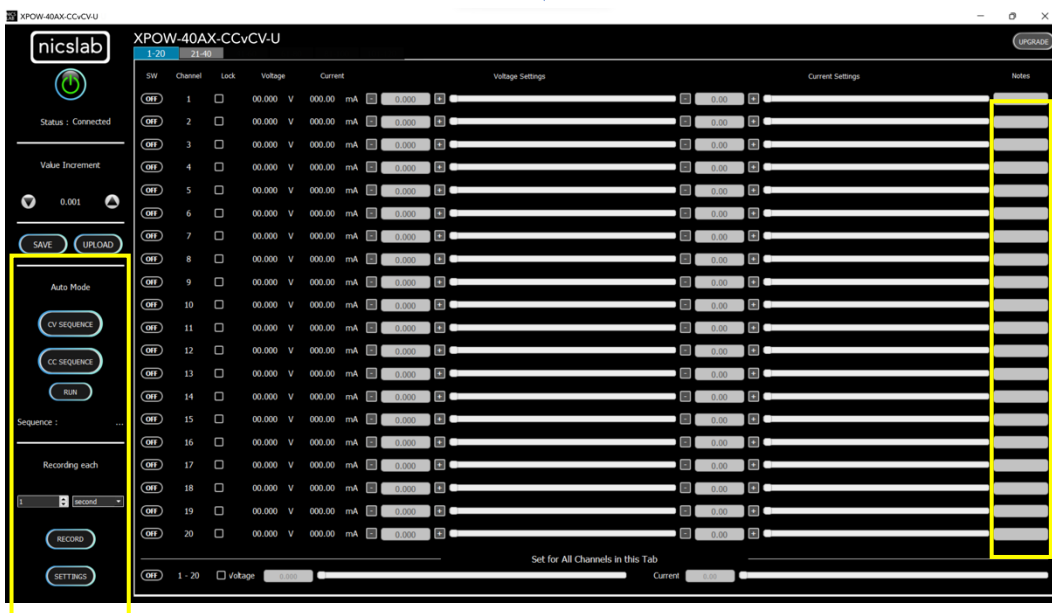 XPOW-40AX-CCvCV-U
nicslab
XPOW-40AX-CCvCV-U
UPGRADE
1-20 21-40
SW Channel Lock Voltage Current Voltage Settings Current Settings Notes
OFF 1 00.000 V 000.00 mA - 0.000 + - 0.00 +
Status : Connected
OFF 2 00.000 V 000.00 mA - 0.000 + - 0.00 +
OFF 3 00.000 V 000.00 mA - 0.000 + - 0.00 +
Value Increment
OFF 4 00.000 V 000.00 mA - 0.000 + - 0.00 +
OFF 5 00.000 V 000.00 mA - 0.000 + - 0.00 +
0.001
OFF 6 00.000 V 000.00 mA - 0.000 + - 0.00 +
OFF 7 00.000 V 000.00 mA - 0.000 + - 0.00 +
SAVE UPLOAD
OFF 8 00.000 V 000.00 mA - 0.000 + - 0.00 +
Auto Mode
OFF 9 00.000 V 000.00 mA - 0.000 + - 0.00 +
OFF 10 00.000 V 000.00 mA - 0.000 + - 0.00 +
CV SEQUENCE
OFF 11 00.000 V 000.00 mA - 0.000 + - 0.00 +
OFF 12 00.000 V 000.00 mA - 0.000 + - 0.00 +
CC SEQUENCE
OFF 13 00.000 V 000.00 mA - 0.000 + - 0.00 +
RUN
OFF 14 00.000 V 000.00 mA - 0.000 + - 0.00 +
OFF 15 00.000 V 000.00 mA - 0.000 + - 0.00 +
Sequence : ...
OFF 16 00.000 V 000.00 mA - 0.000 + - 0.00 +
Recording each
OFF 17 00.000 V 000.00 mA - 0.000 + - 0.00 +
OFF 18 00.000 V 000.00 mA - 0.000 + - 0.00 +
1 second
OFF 19 00.000 V 000.00 mA - 0.000 + - 0.00 +
OFF 20 00.000 V 000.00 mA - 0.000 + - 0.00 +
RECORD
Set for All Channels in this Tab
SETTINGS
OFF 1 - 20 Voltage 0.000 Current 0.00